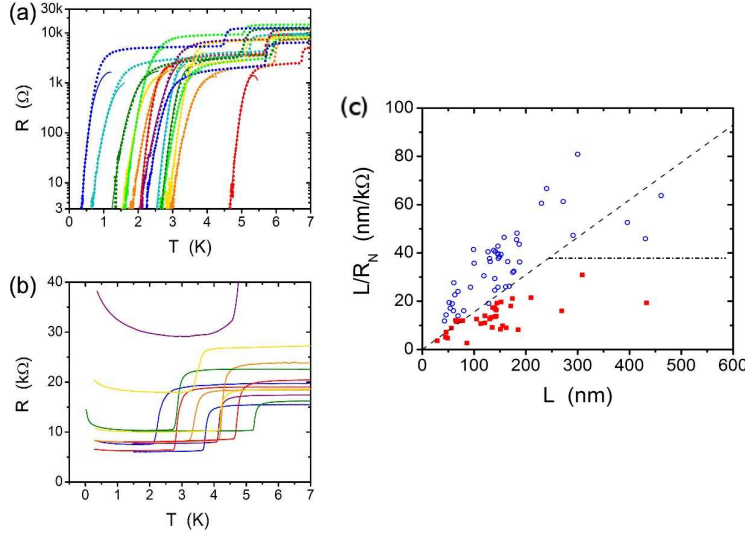 (a)
30k
10k
1k
100
10
3
R (Ω)
0 1 2 3 4 5 6 7
T (K)
(b)
40
30
20
10
0
R (kΩ)
0 1 2 3 4 5 6 7
T (K)
(c)
100
80
60
40
20
0
L/R_N (nm/kΩ)
0 100 200 300 400 500 600
L (nm)